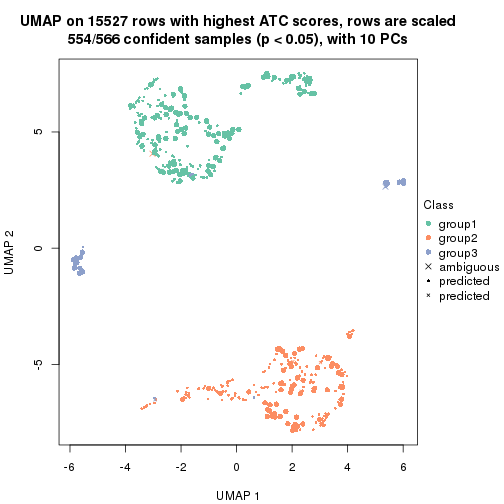 UMAP on 15527 rows with highest ATC scores, rows are scaled
554/566 confident samples (p < 0.05), with 10 PCs
5
0
-5
UMAP 2
-6
-4
-2
0
2
4
6
UMAP 1
Class
group1
group2
group3
ambiguous
predicted
predicted